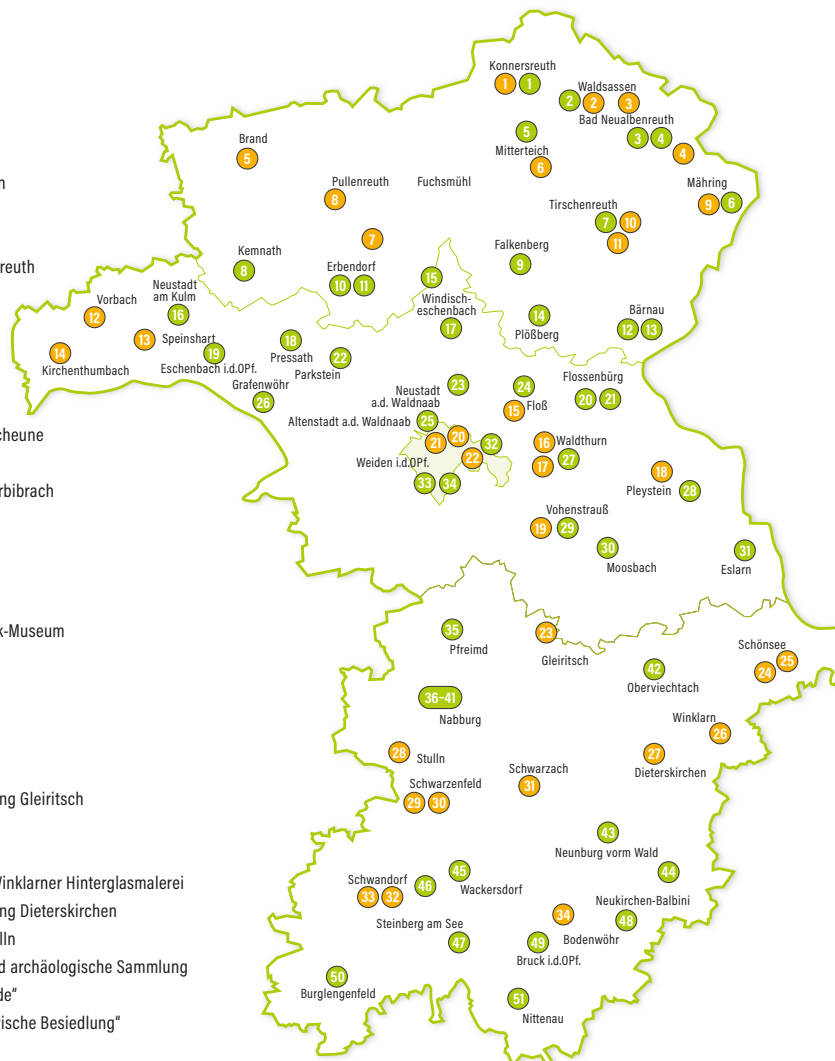 n
reuth
cheune
rbibrach
k-Museum
ng Gleiritsch
Winklarner Hinterglasmalerei
ng Dieterskirchen
lln
d archäologische Sammlung
de“
rische Besiedlung“
Konnersreuth
1 1
Waldsassen
2 2 3
Bad Neualbenreuth
3 4
4
5
Mitterteich
6
Brand
5
Pullenreuth
8
Fuchsmühl
7
Mähring
9 6
Tirschenreuth
7 10
11
Kemnath
8
Erbendorf
10 11
15
Falkenberg
9
Windisch-
eschenbach
17
14
Plößberg
Bärnau
12 13
Vorbach
12
Neustadt
am Kulm
16
13
Speinshart
14
Kirchenthumbach
19
Eschenbach i.d.OPf.
18
Pressath
22
Parkstein
Grafenwöhr
26
23
Neustadt
a.d. Waldnaab
Altenstadt a.d. Waldnaab
25
24
15
Floß
Flossenbürg
20 21
21 20
22 32
Weiden i.d.OPf.
33 34
16
Waldthurn
17 27
18
Pleystein
28
Vohenstrauß
19 29
30
Moosbach
31
Eslarn
35
Pfreimd
23
Gleiritsch
42
Oberviechtach
Schönsee
24 25
36–41
Nabburg
Winklarn
26
28
Stulln
27
Dieterskirchen
Schwarzenfeld
29 30
Schwarzach
31
43
Neunburg vorm Wald
44
Schwandorf
33 32
46
45
Wackersdorf
Neukirchen-Balbini
48
34
Bodenwöhr
Steinberg am See
47
49
Bruck i.d.OPf.
50
Burglengenfeld
51
Nittenau